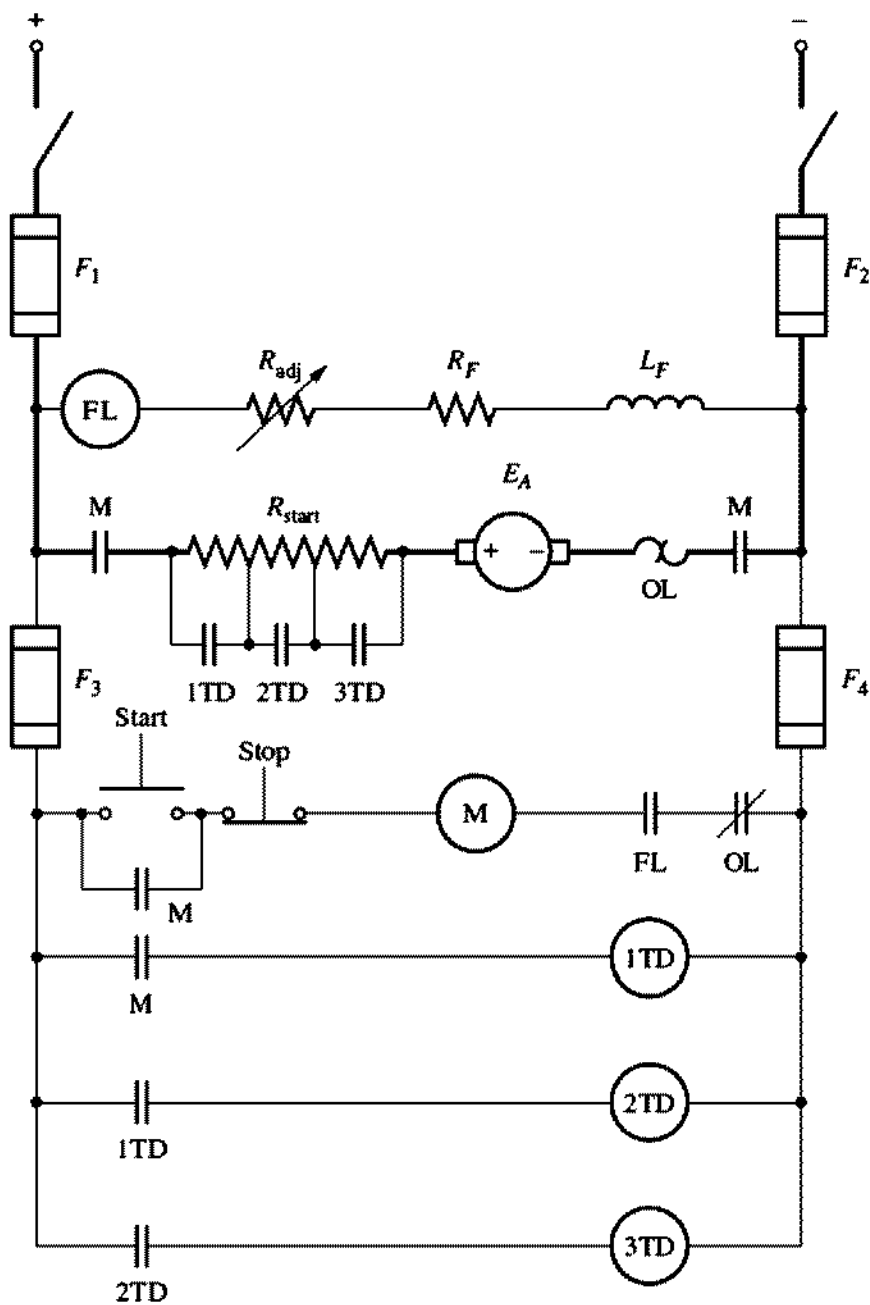 + −
F1 F2
Radj RF LF
FL
EA
M Rstart M
+ −
OL
1TD 2TD 3TD
F3 F4
Start
Stop
M
FL OL
M
1TD
M
2TD
1TD
3TD
2TD